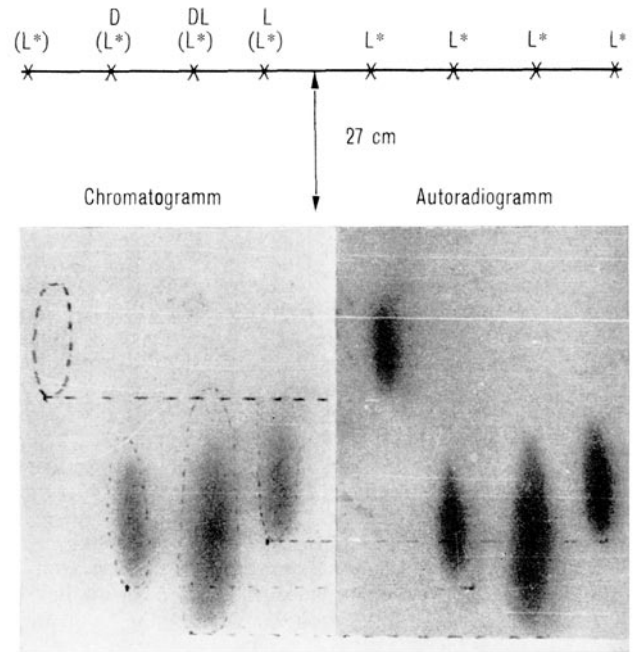 D DL L
(L*) (L*) (L*) (L*) L* L* L* L*
27 cm
Chromatogramm Autoradiogramm